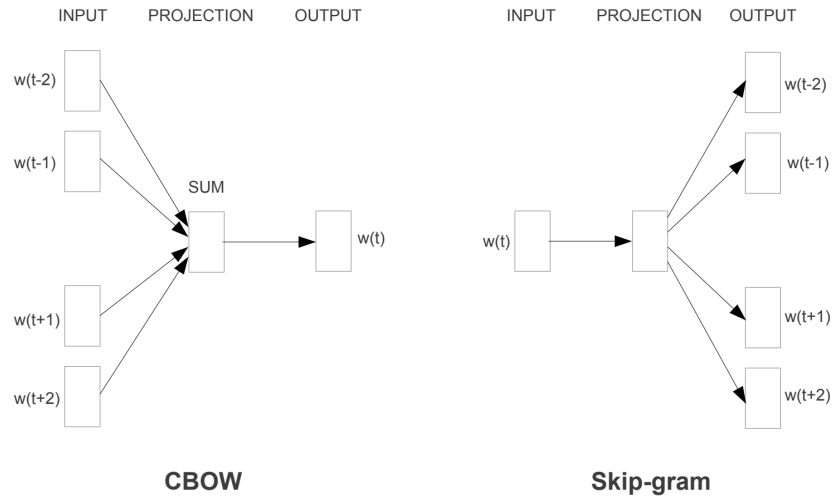 INPUT PROJECTION OUTPUT
w(t-2)
w(t-1)
SUM
w(t)
w(t+1)
w(t+2)
CBOW
INPUT PROJECTION OUTPUT
w(t-2)
w(t-1)
w(t)
w(t+1)
w(t+2)
Skip-gram